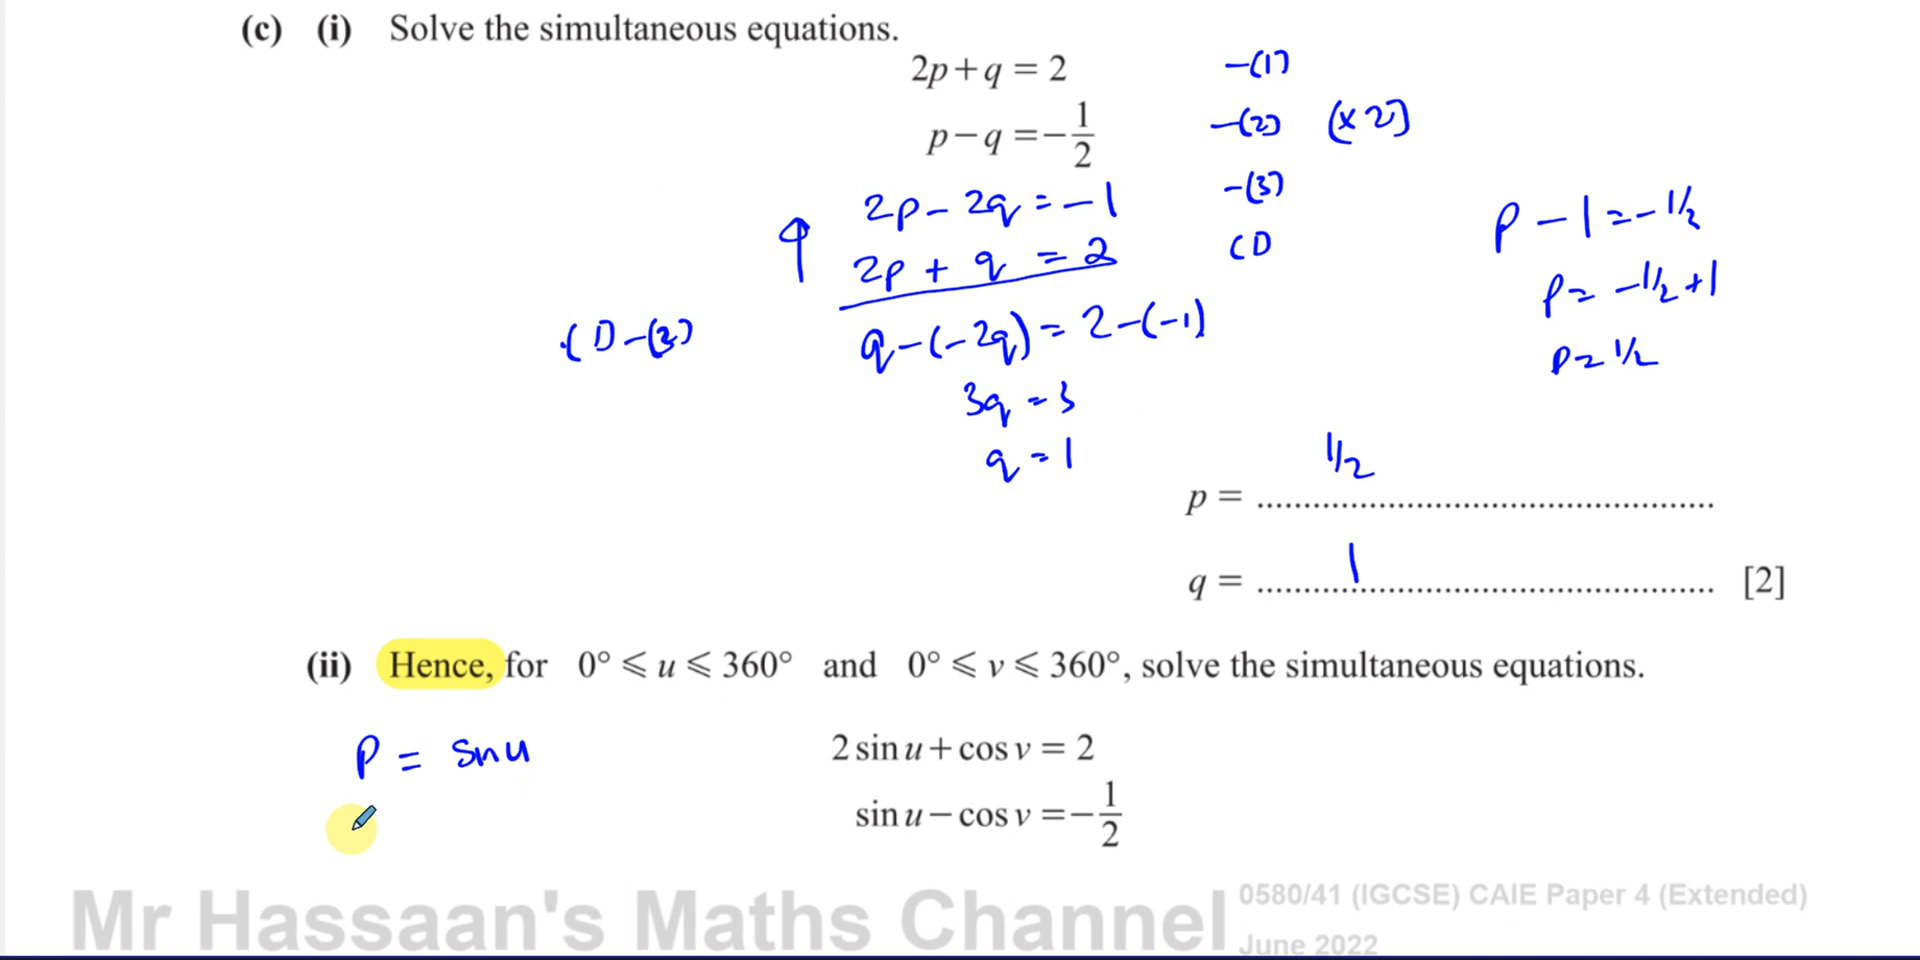 (c) (i) Solve the simultaneous equations.
2p+q = 2 -(1)
p-q = -1/2 -(2) (x 2)
2p - 2q = -1 -(3)
2p + q = 2 (1)
(1)-(3) q-(-2q) = 2-(-1)
3q = 3
q = 1
p - 1 = -1/2
p = -1/2+1
p = 1/2
p = 1/2
q = 1 [2]
(ii) Hence, for 0° ⩽ u ⩽ 360° and 0° ⩽ v ⩽ 360°, solve the simultaneous equations.
P = sin u
2 sin u + cos v = 2
sin u - cos v = -1/2
Mr Hassaan's Maths Channel
0580/41 (IGCSE) CAIE Paper 4 (Extended)
June 2022